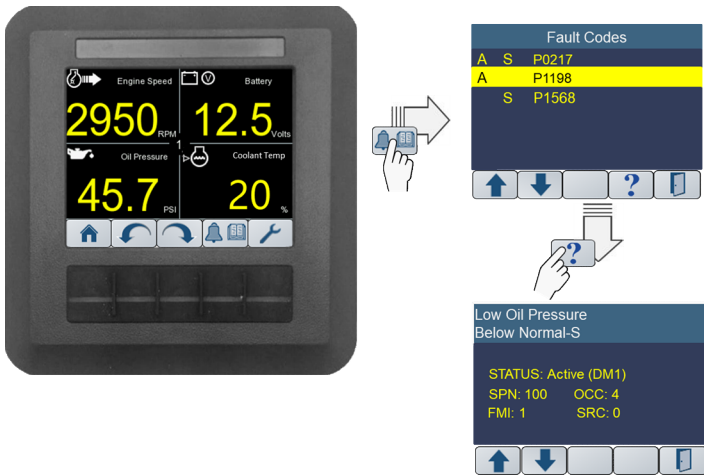 Engine Speed
2950 RPM
V
Battery
12.5 Volts
1
Oil Pressure
45.7 PSI
Coolant Temp
20 %
Fault Codes
A S P0217
A P1198
S P1568
?
?
Low Oil Pressure
Below Normal-S
STATUS: Active (DM1)
SPN: 100 OCC: 4
FMI: 1 SRC: 0